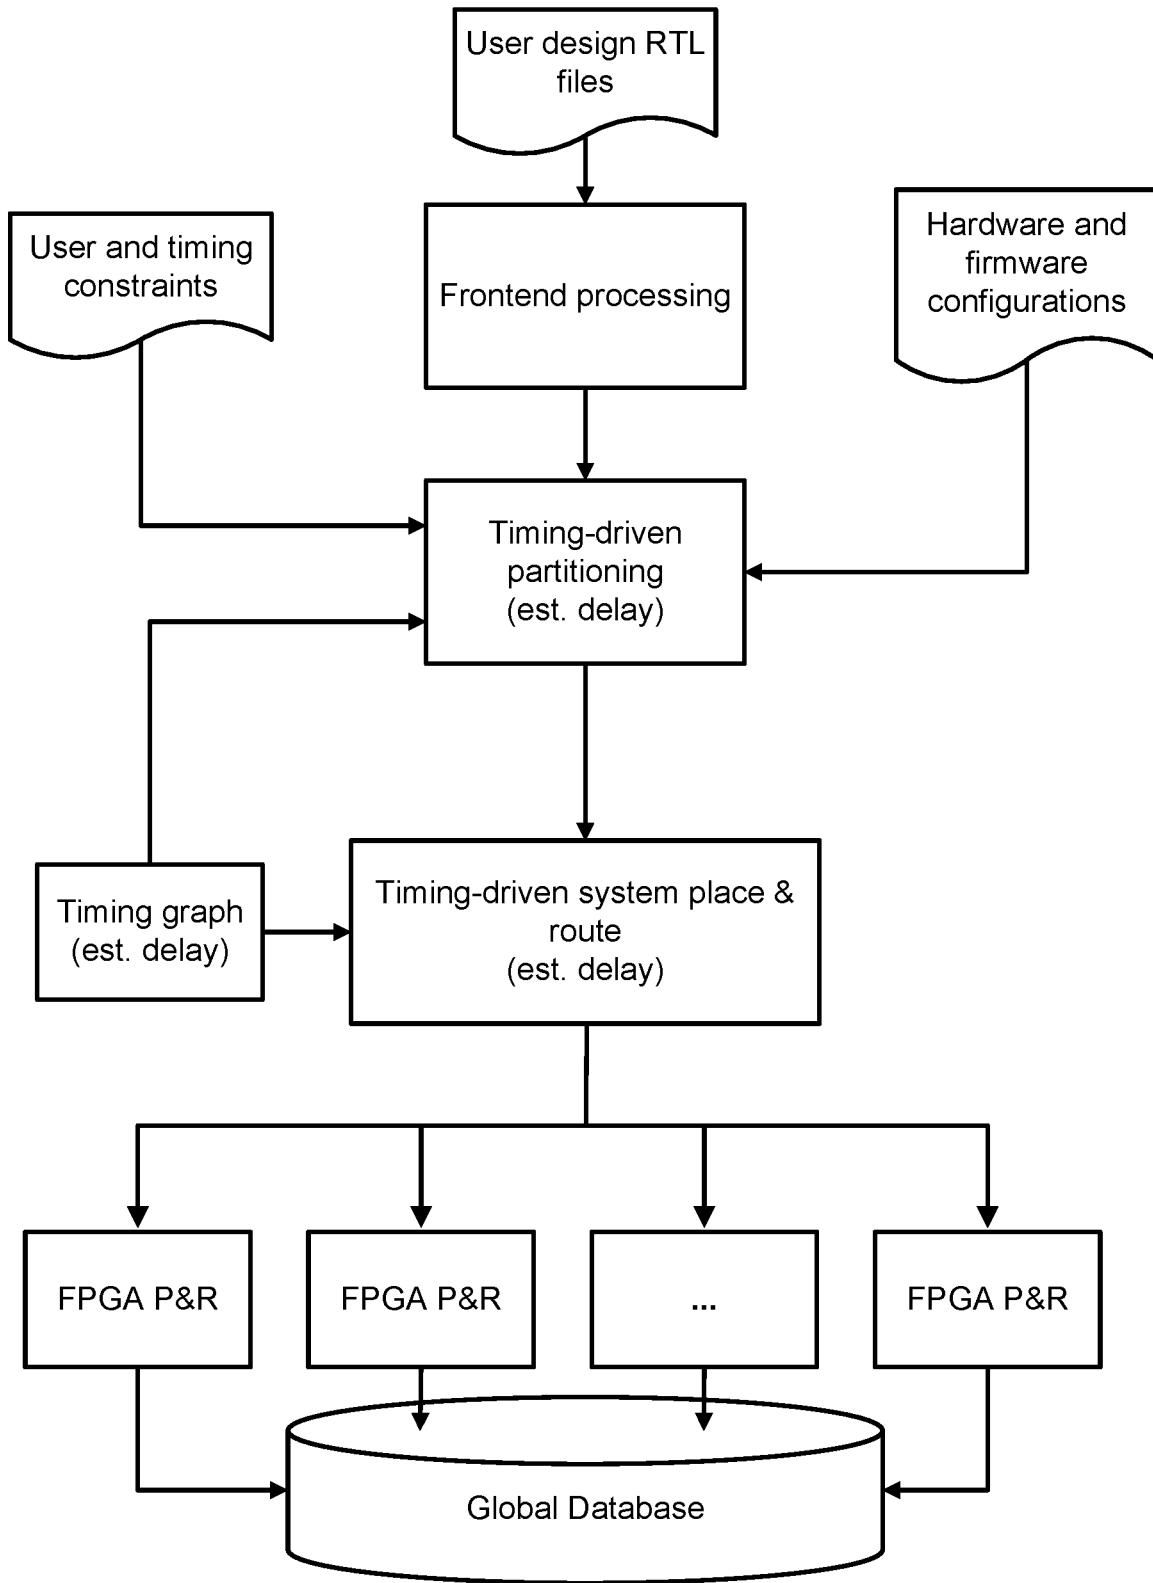 User design RTL
files
User and timing
constraints
Frontend processing
Hardware and
firmware
configurations
Timing-driven
partitioning
(est. delay)
Timing graph
(est. delay)
Timing-driven system place &
route
(est. delay)
FPGA P&R
FPGA P&R
...
FPGA P&R
Global Database